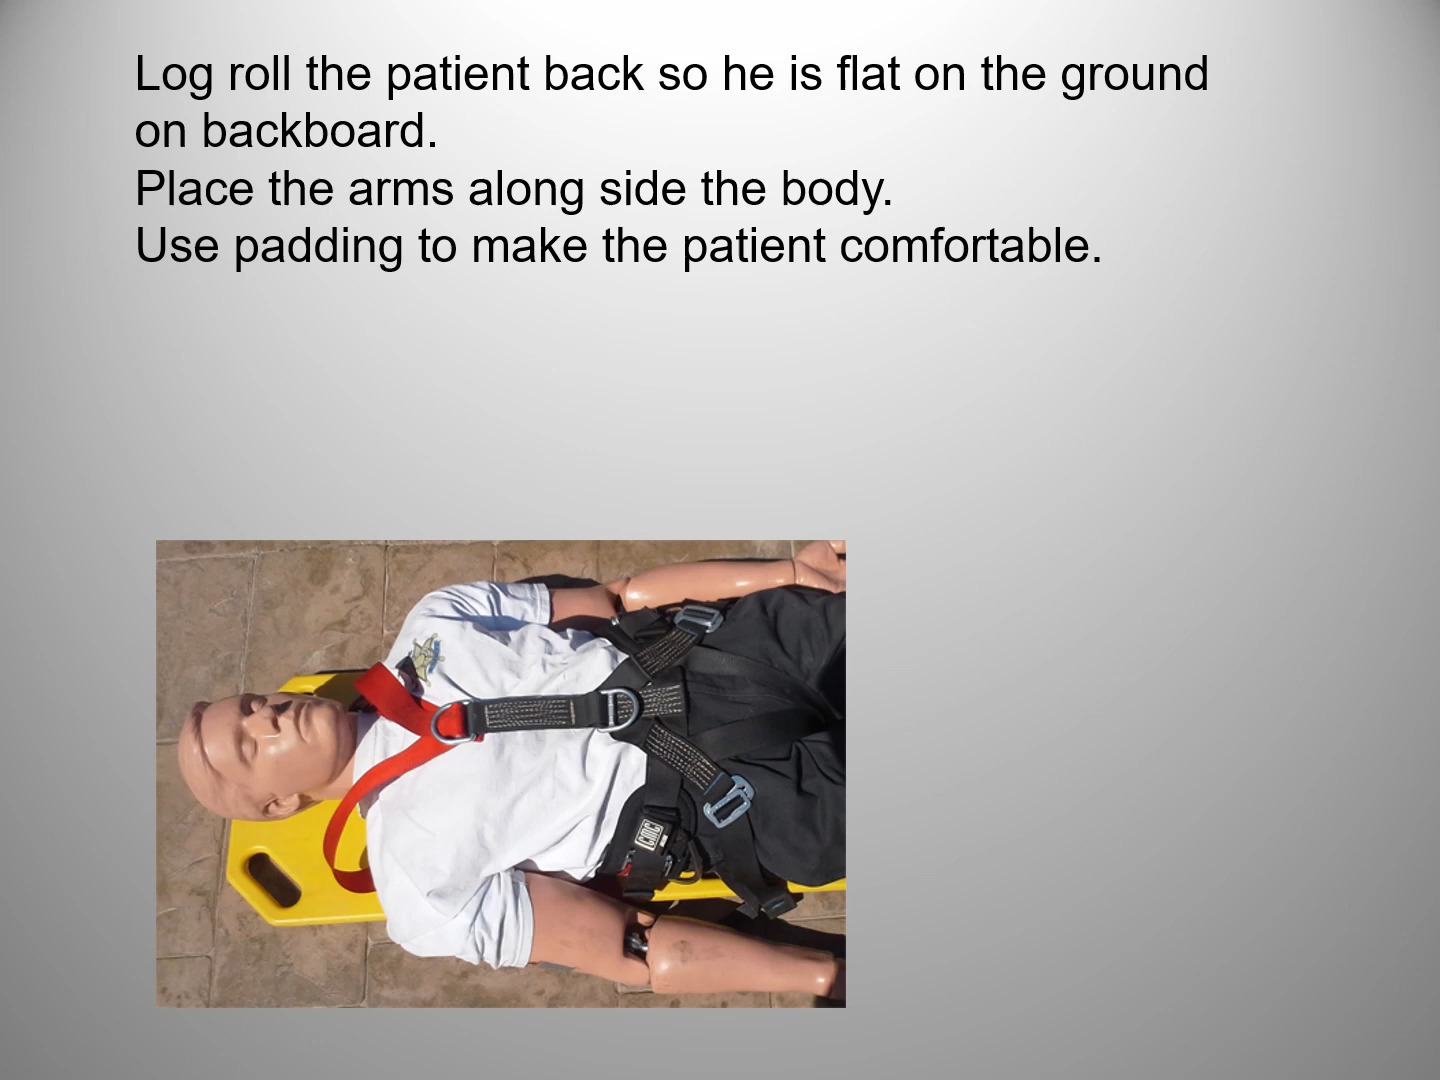 Log roll the patient back so he is flat on the ground
on backboard.
Place the arms along side the body.
Use padding to make the patient comfortable.
CMC